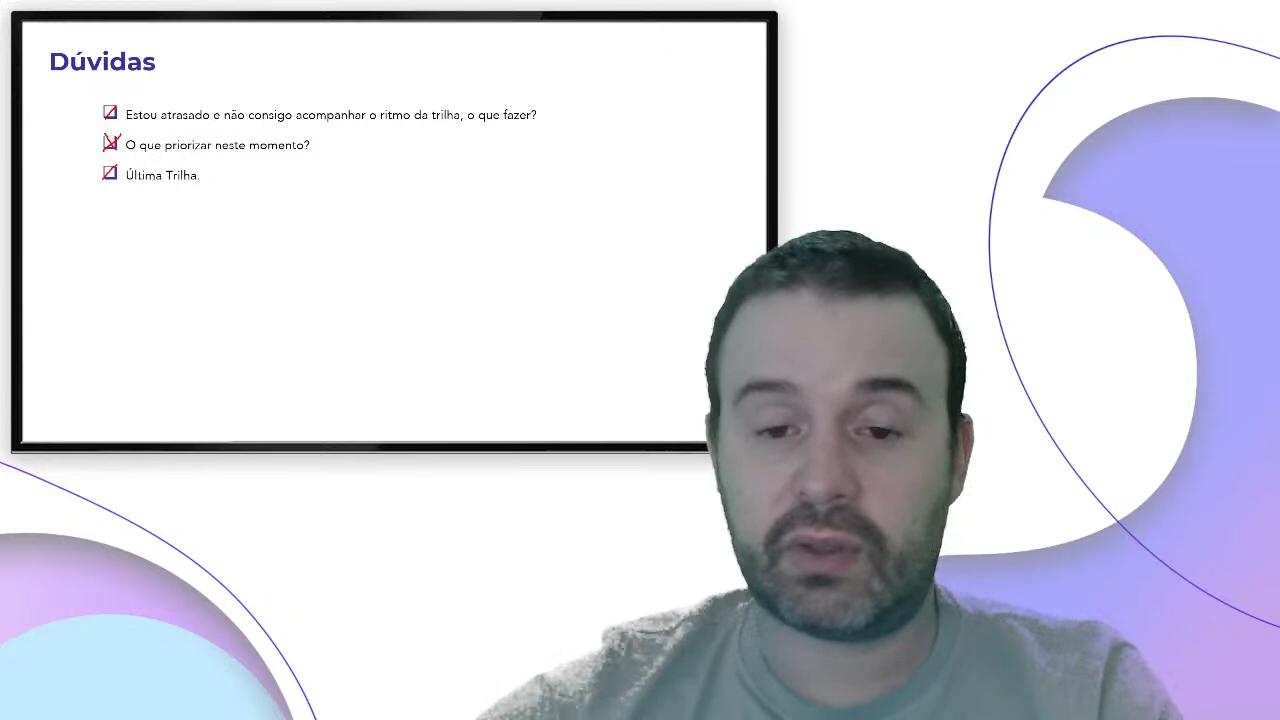 Dúvidas
Estou atrasado e não consigo acompanhar o ritmo da trilha, o que fazer?
O que priorizar neste momento?
Última Trilha.